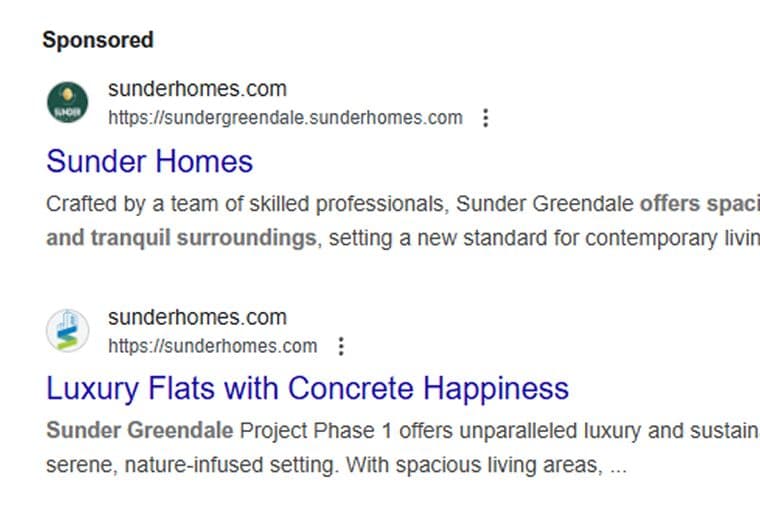 Sponsored
SUNDER
sunderhomes.com
https://sundergreendale.sunderhomes.com
Sunder Homes
Crafted by a team of skilled professionals, Sunder Greendale offers spaci
and tranquil surroundings, setting a new standard for contemporary livin
sunderhomes.com
https://sunderhomes.com
Luxury Flats with Concrete Happiness
Sunder Greendale Project Phase 1 offers unparalleled luxury and sustain
serene, nature-infused setting. With spacious living areas, ...